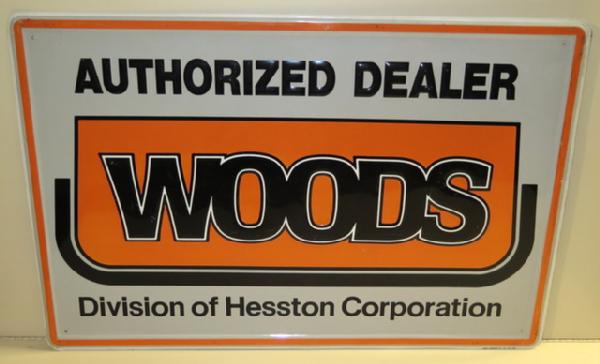 AUTHORIZED DEALER
WOODS
Division of Hesston Corporation